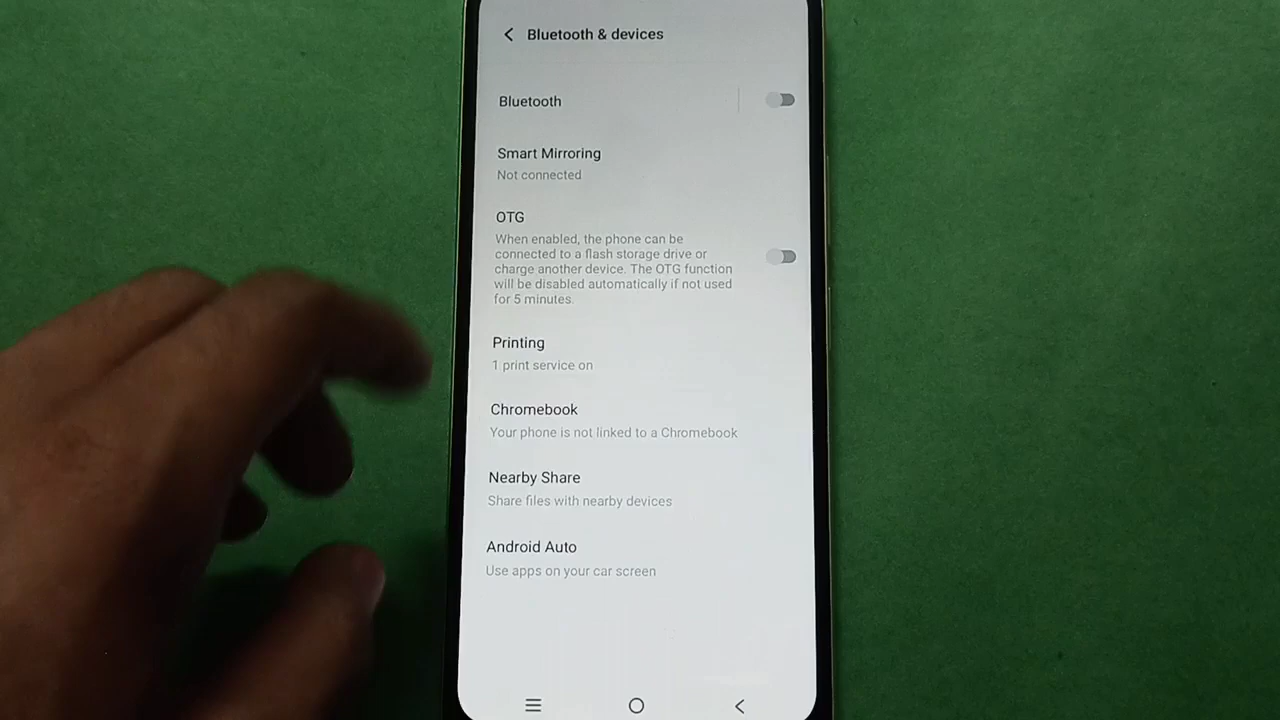 Bluetooth & devices
Bluetooth
Smart Mirroring
Not connected
OTG
When enabled, the phone can be
connected to a flash storage drive or
charge another device. The OTG function
will be disabled automatically if not used
for 5 minutes.
Printing
1 print service on
Chromebook
Your phone is not linked to a Chromebook
Nearby Share
Share files with nearby devices
Android Auto
Use apps on your car screen